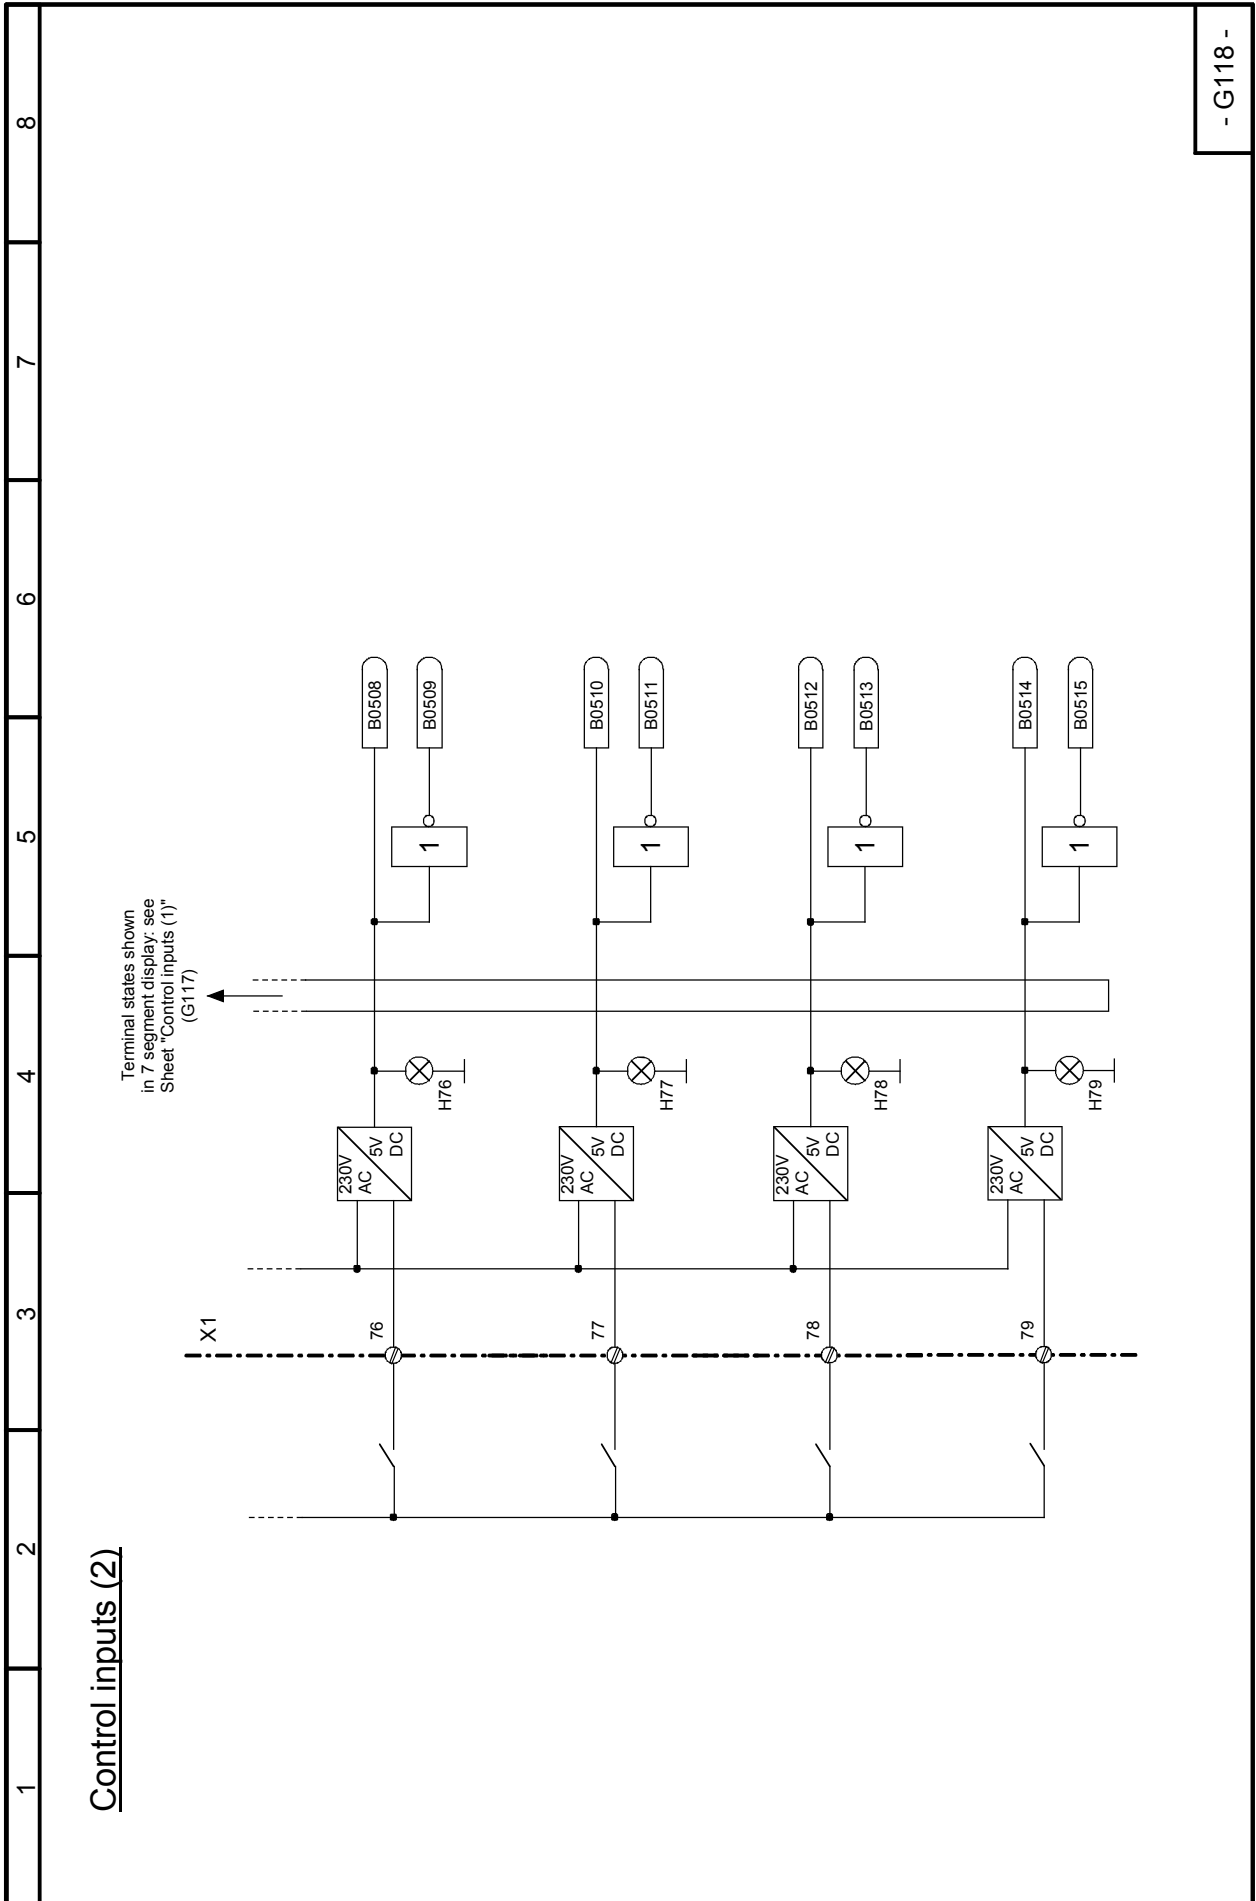 1
2
3
4
5
6
7
8
Control inputs (2)
Terminal states shown
in 7 segment display: see
Sheet "Control inputs (1)"
(G117)
X1
76
230V
AC
5V
DC
H76
1
B0508
B0509
77
230V
AC
5V
DC
H77
1
B0510
B0511
78
230V
AC
5V
DC
H78
1
B0512
B0513
79
230V
AC
5V
DC
H79
1
B0514
B0515
- G118 -